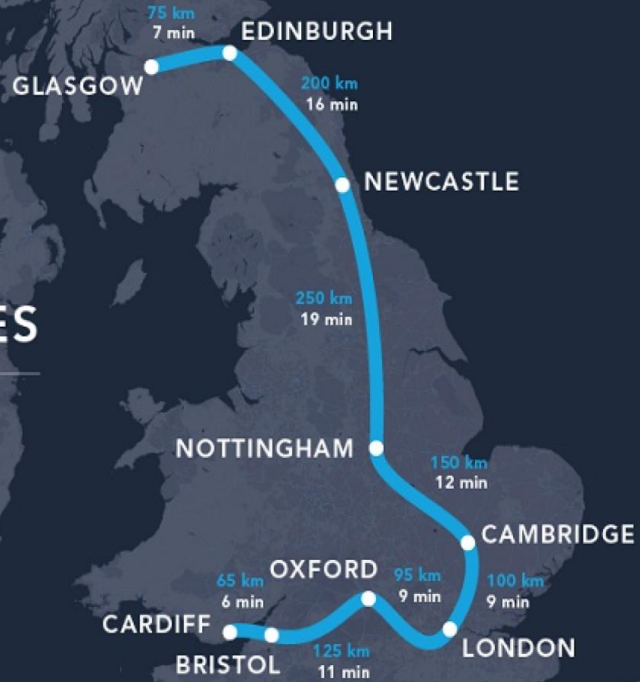 75 km
7 min
EDINBURGH
GLASGOW
200 km
16 min
NEWCASTLE
250 km
19 min
ES
NOTTINGHAM
150 km
12 min
CAMBRIDGE
OXFORD
95 km
9 min
100 km
9 min
65 km
6 min
CARDIFF
BRISTOL
125 km
11 min
LONDON